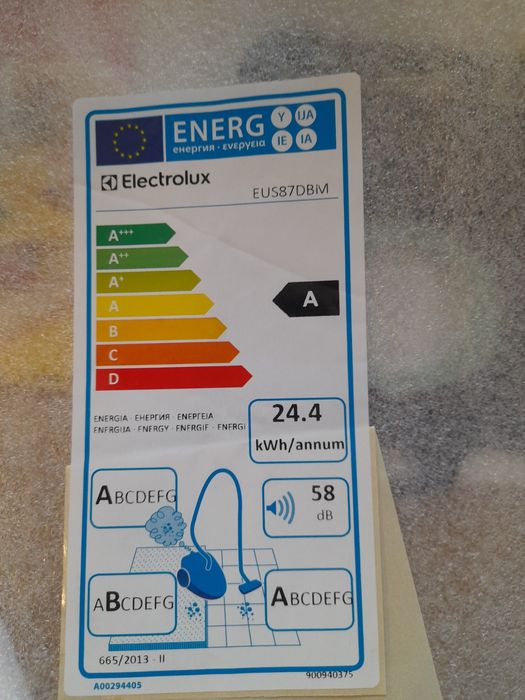 ENERG Y IJA
енергия · ενεργεια IE IA
Electrolux
EUS87DBM
A+++
A++
A+
A
B
C
D
A
ENERGIA · ЕНЕРГИЯ · ΕΝΕΡΓΕΙΑ
ENERGIJA · ENERGY · ENERGIE · ENERGI
24.4
kWh/annum
ABCDEFG
58
dB
ABCDEFG
ABCDEFG
665/2013 - II
900940375
A00294405